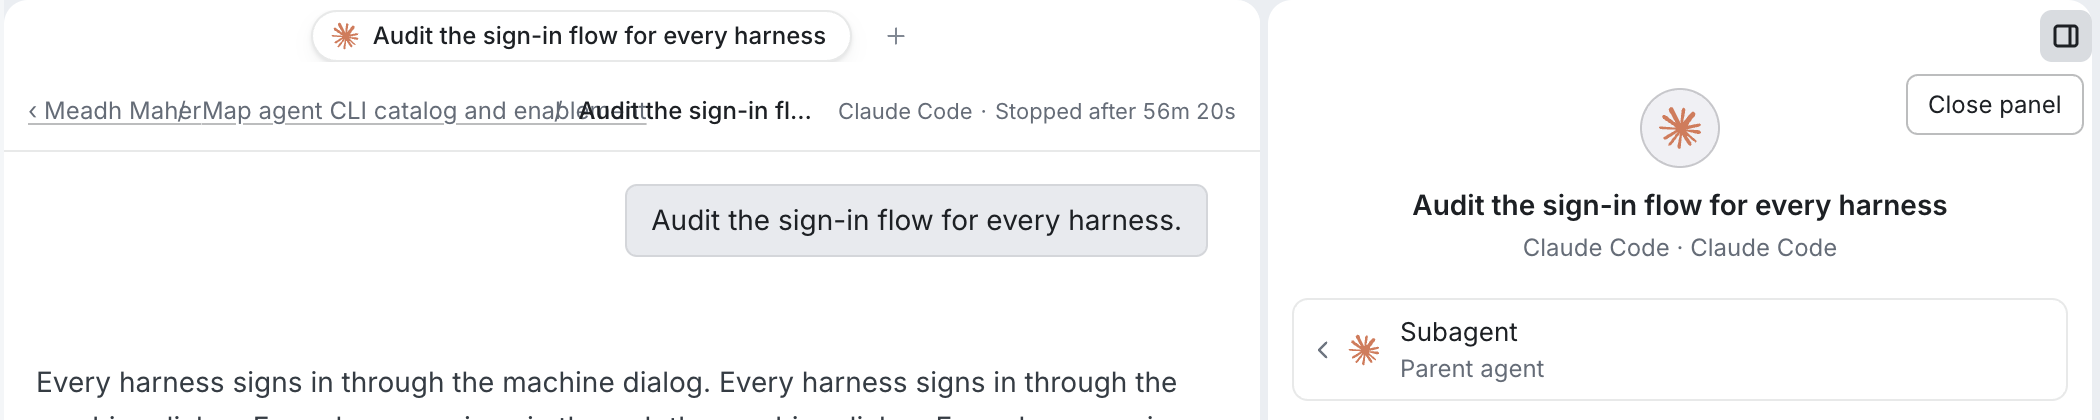 Audit the sign-in flow for every harness +
‹ Meadh Maher / Map agent CLI catalog and / Audit the sign-in fl... Claude Code · Stopped after 56m 20s
Audit the sign-in flow for every harness.
Every harness signs in through the machine dialog. Every harness signs in through the
Close panel
Audit the sign-in flow for every harness
Claude Code · Claude Code
Subagent
Parent agent